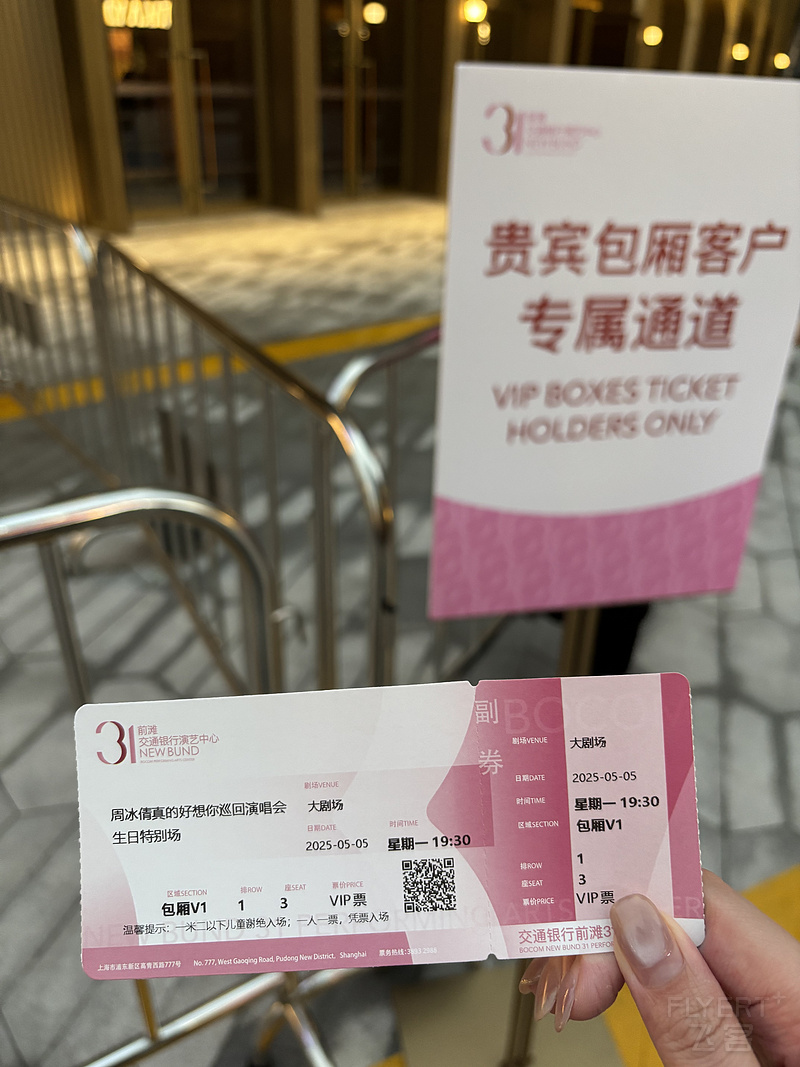 31
贵宾包厢客户
专属通道
VIP BOXES TICKET
HOLDERS ONLY
31 前滩
交通银行演艺中心
NEW BUND
周冰倩真的好想你巡回演唱会
生日特别场
剧场VENUE
大剧场
日期DATE
2025-05-05
时间TIME
星期一 19:30
区域SECTION
包厢V1
排ROW
1
座SEAT
3
票价PRICE
VIP票
温馨提示：一米二以下儿童谢绝入场；一人一票，凭票入场
上海市浦东新区高青西路777号 No.777, West Gaoqing Road, Pudong New District, Shanghai
副
券
BOCO
剧场VENUE
大剧场
日期DATE
2025-05-05
时间TIME
星期一 19:30
区域SECTION
包厢V1
排ROW
1
座SEAT
3
票价PRICE
VIP票
交通银行前滩3
BOCOM NEW BUND 31 PERFOR
FLYERT
飞客